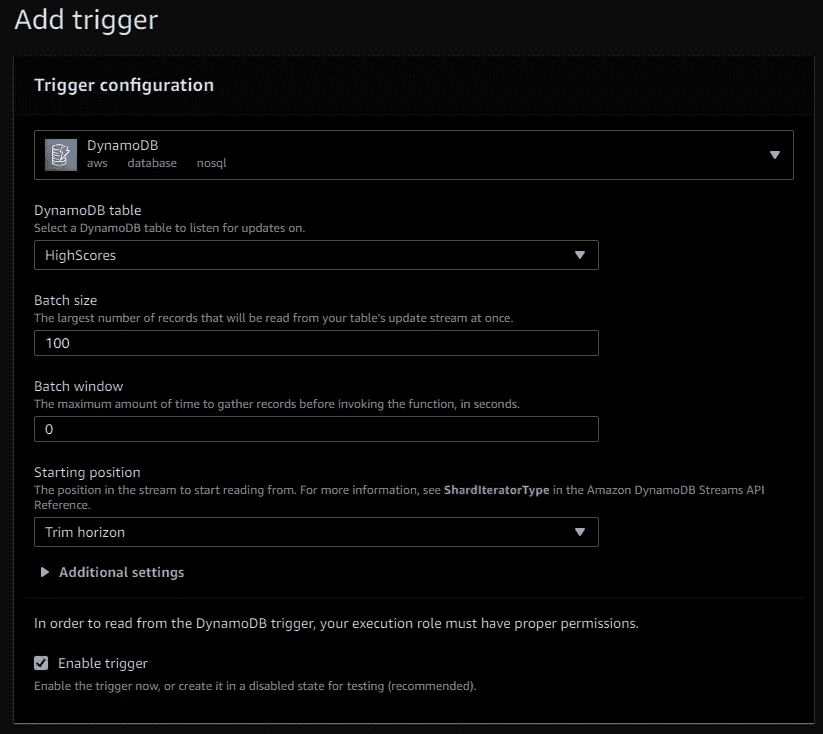 Add trigger
Trigger configuration
DynamoDB
aws database nosql
DynamoDB table
Select a DynamoDB table to listen for updates on.
HighScores
Batch size
The largest number of records that will be read from your table's update stream at once.
100
Batch window
The maximum amount of time to gather records before invoking the function, in seconds.
0
Starting position
The position in the stream to start reading from. For more information, see ShardIteratorType in the Amazon DynamoDB Streams API
Reference.
Trim horizon
Additional settings
In order to read from the DynamoDB trigger, your execution role must have proper permissions.
Enable trigger
Enable the trigger now, or create it in a disabled state for testing (recommended).